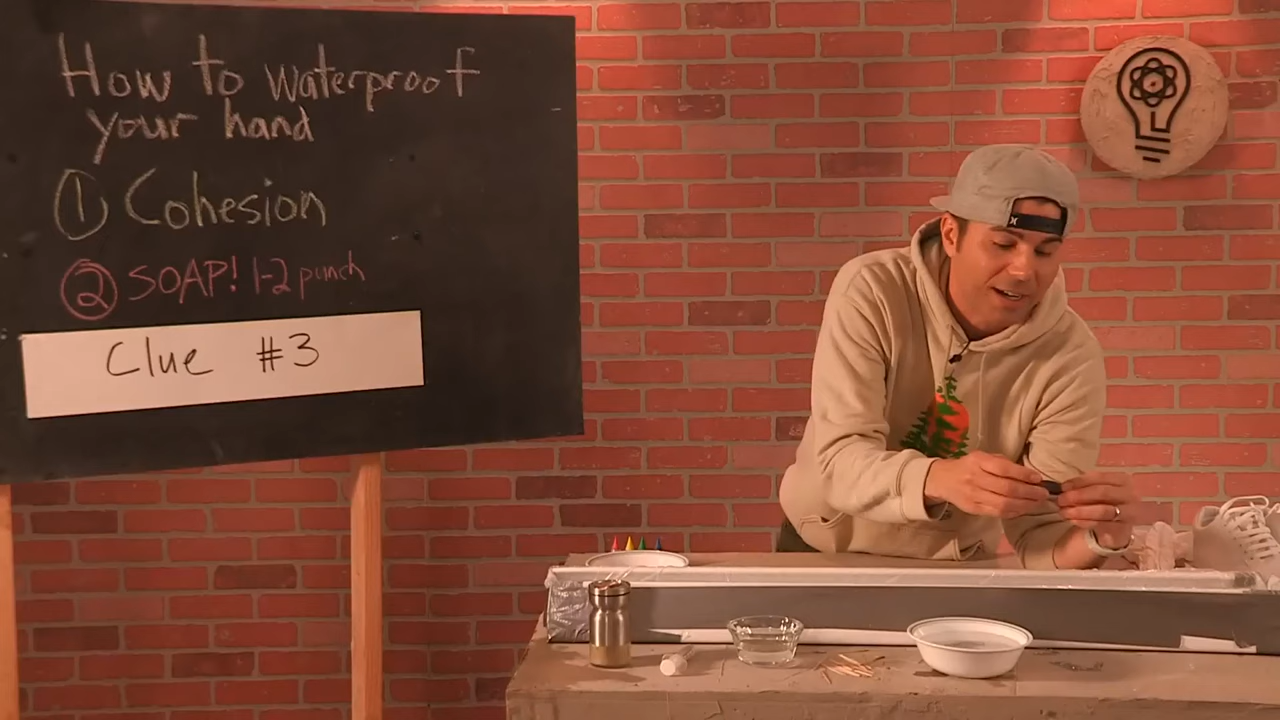 How to waterproof
your hand
① Cohesion
② SOAP! 1-2 punch
Clue #3